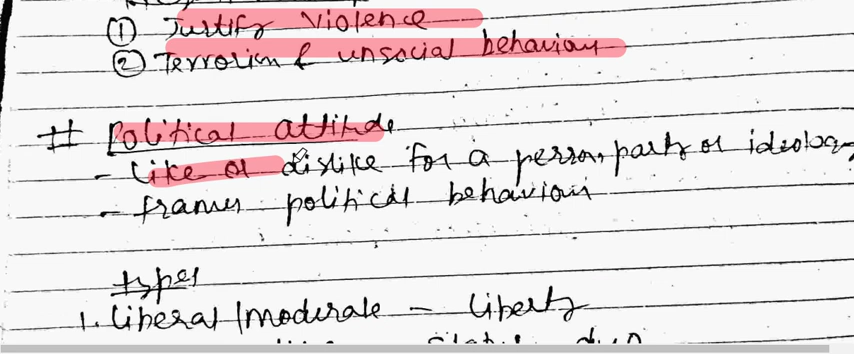 ① Justify violence
② Terrorism & unsocial behaviour
# Political attitude
- like or dislike for a person, party or ideology
- frames political behaviour
types
1. Liberal/moderate - liberty